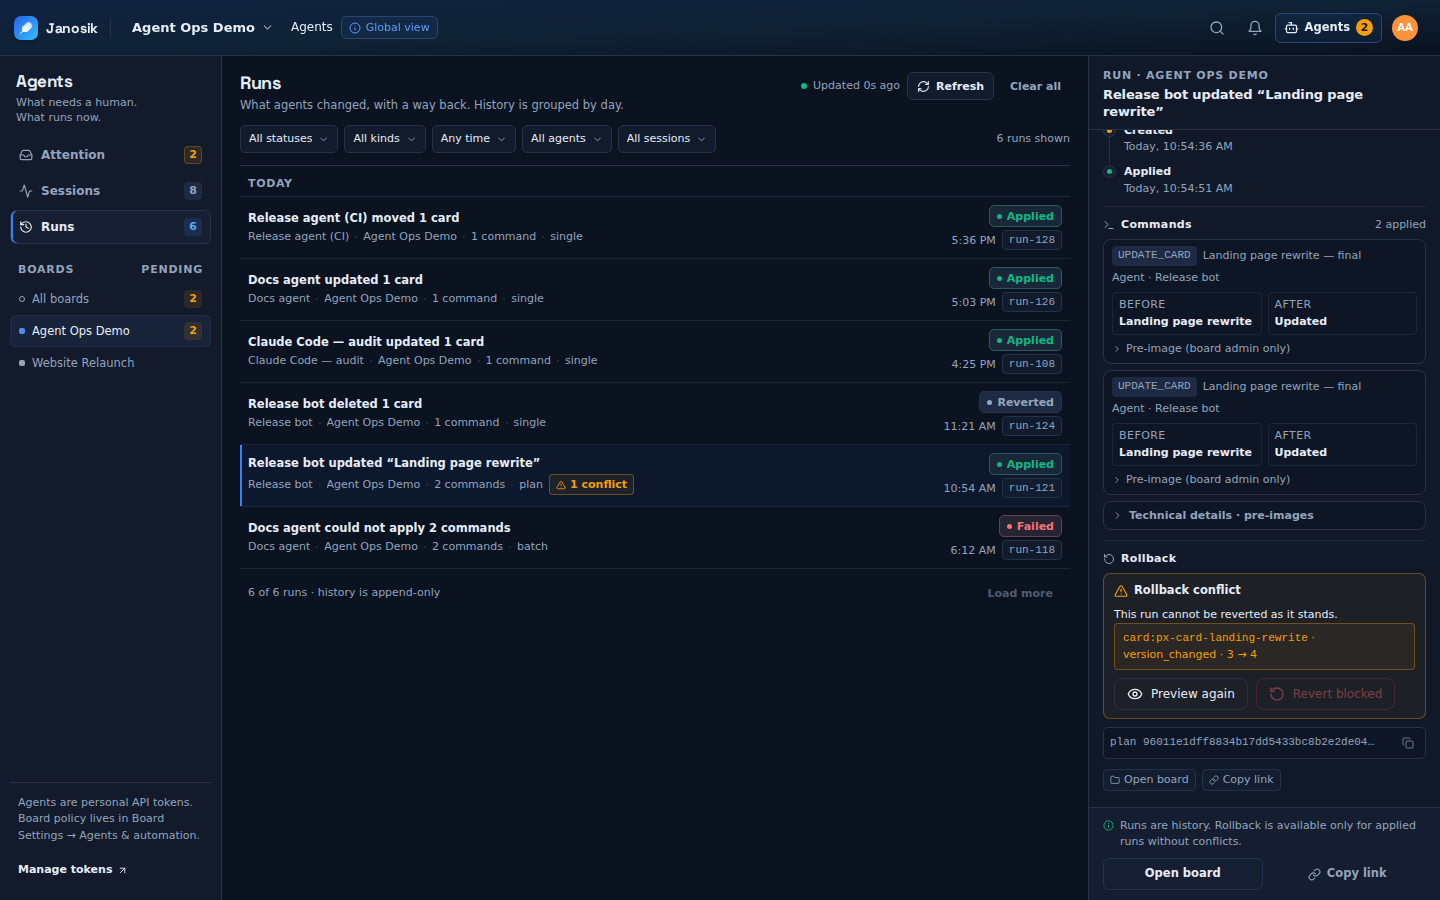 Janosik
Agent Ops Demo
Agents
Global view
Agents 2
AA
Agents
What needs a human.
What runs now.
Attention 2
Sessions 8
Runs 6
BOARDS PENDING
All boards 2
Agent Ops Demo 2
Website Relaunch
Agents are personal API tokens.
Board policy lives in Board
Settings → Agents & automation.
Manage tokens
Runs
What agents changed, with a way back. History is grouped by day.
Updated 0s ago
Refresh
Clear all
All statuses
All kinds
Any time
All agents
All sessions
6 runs shown
TODAY
Release agent (CI) moved 1 card
Applied
Release agent (CI) · Agent Ops Demo · 1 command · single
5:36 PM run-128
Docs agent updated 1 card
Applied
Docs agent · Agent Ops Demo · 1 command · single
5:03 PM run-126
Claude Code — audit updated 1 card
Applied
Claude Code — audit · Agent Ops Demo · 1 command · single
4:25 PM run-108
Release bot deleted 1 card
Reverted
Release bot · Agent Ops Demo · 1 command · single
11:21 AM run-124
Release bot updated “Landing page rewrite”
Applied
Release bot · Agent Ops Demo · 2 commands · plan 1 conflict
10:54 AM run-121
Docs agent could not apply 2 commands
Failed
Docs agent · Agent Ops Demo · 2 commands · batch
6:12 AM run-118
6 of 6 runs · history is append-only
Load more
RUN · AGENT OPS DEMO
Release bot updated “Landing page
rewrite”
Created
Today, 10:54:36 AM
Applied
Today, 10:54:51 AM
Commands 2 applied
UPDATE_CARD Landing page rewrite — final
Agent · Release bot
BEFORE AFTER
Landing page rewrite Updated
Pre-image (board admin only)
UPDATE_CARD Landing page rewrite — final
Agent · Release bot
BEFORE AFTER
Landing page rewrite Updated
Pre-image (board admin only)
Technical details · pre-images
Rollback
Rollback conflict
This run cannot be reverted as it stands.
card:px-card-landing-rewrite ·
version_changed · 3 → 4
Preview again
Revert blocked
plan 96011e1dff8834b17dd5433bc8b2e2de04…
Open board
Copy link
Runs are history. Rollback is available only for applied
runs without conflicts.
Open board
Copy link